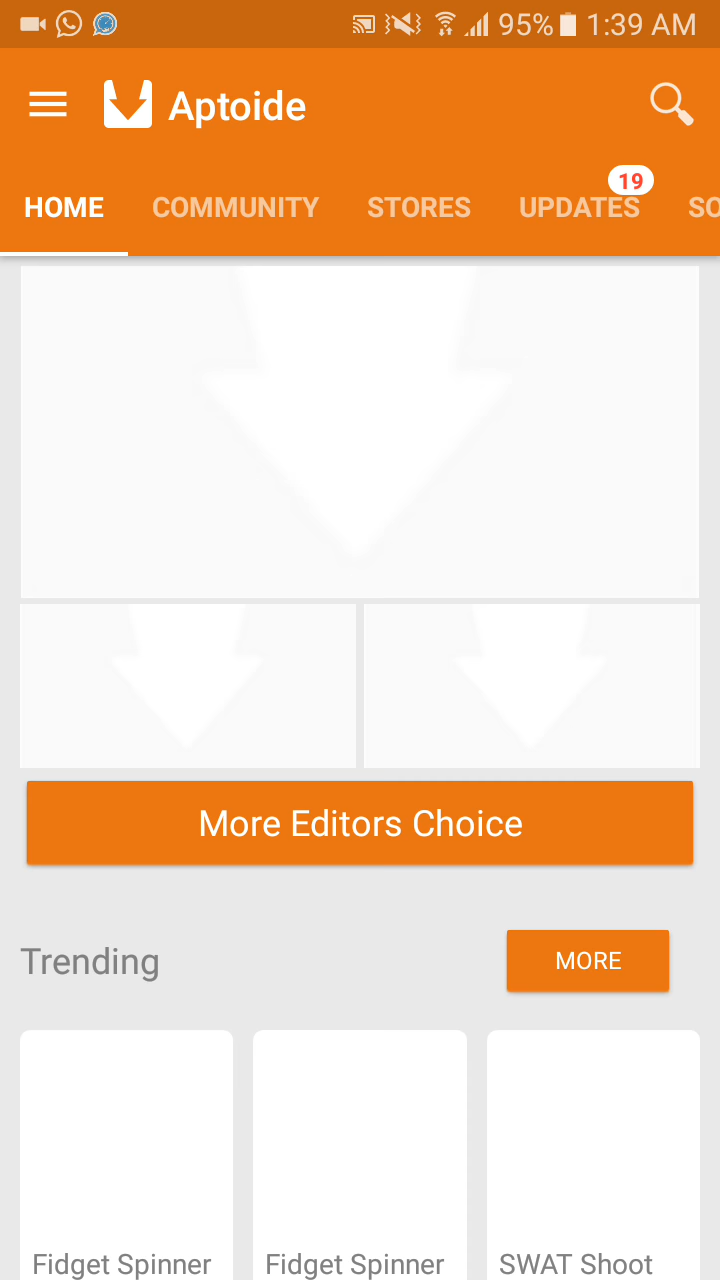 95% 1:39 AM
Aptoide
19
HOME COMMUNITY STORES UPDATES SO
More Editors Choice
Trending MORE
Fidget Spinner Fidget Spinner SWAT Shoot